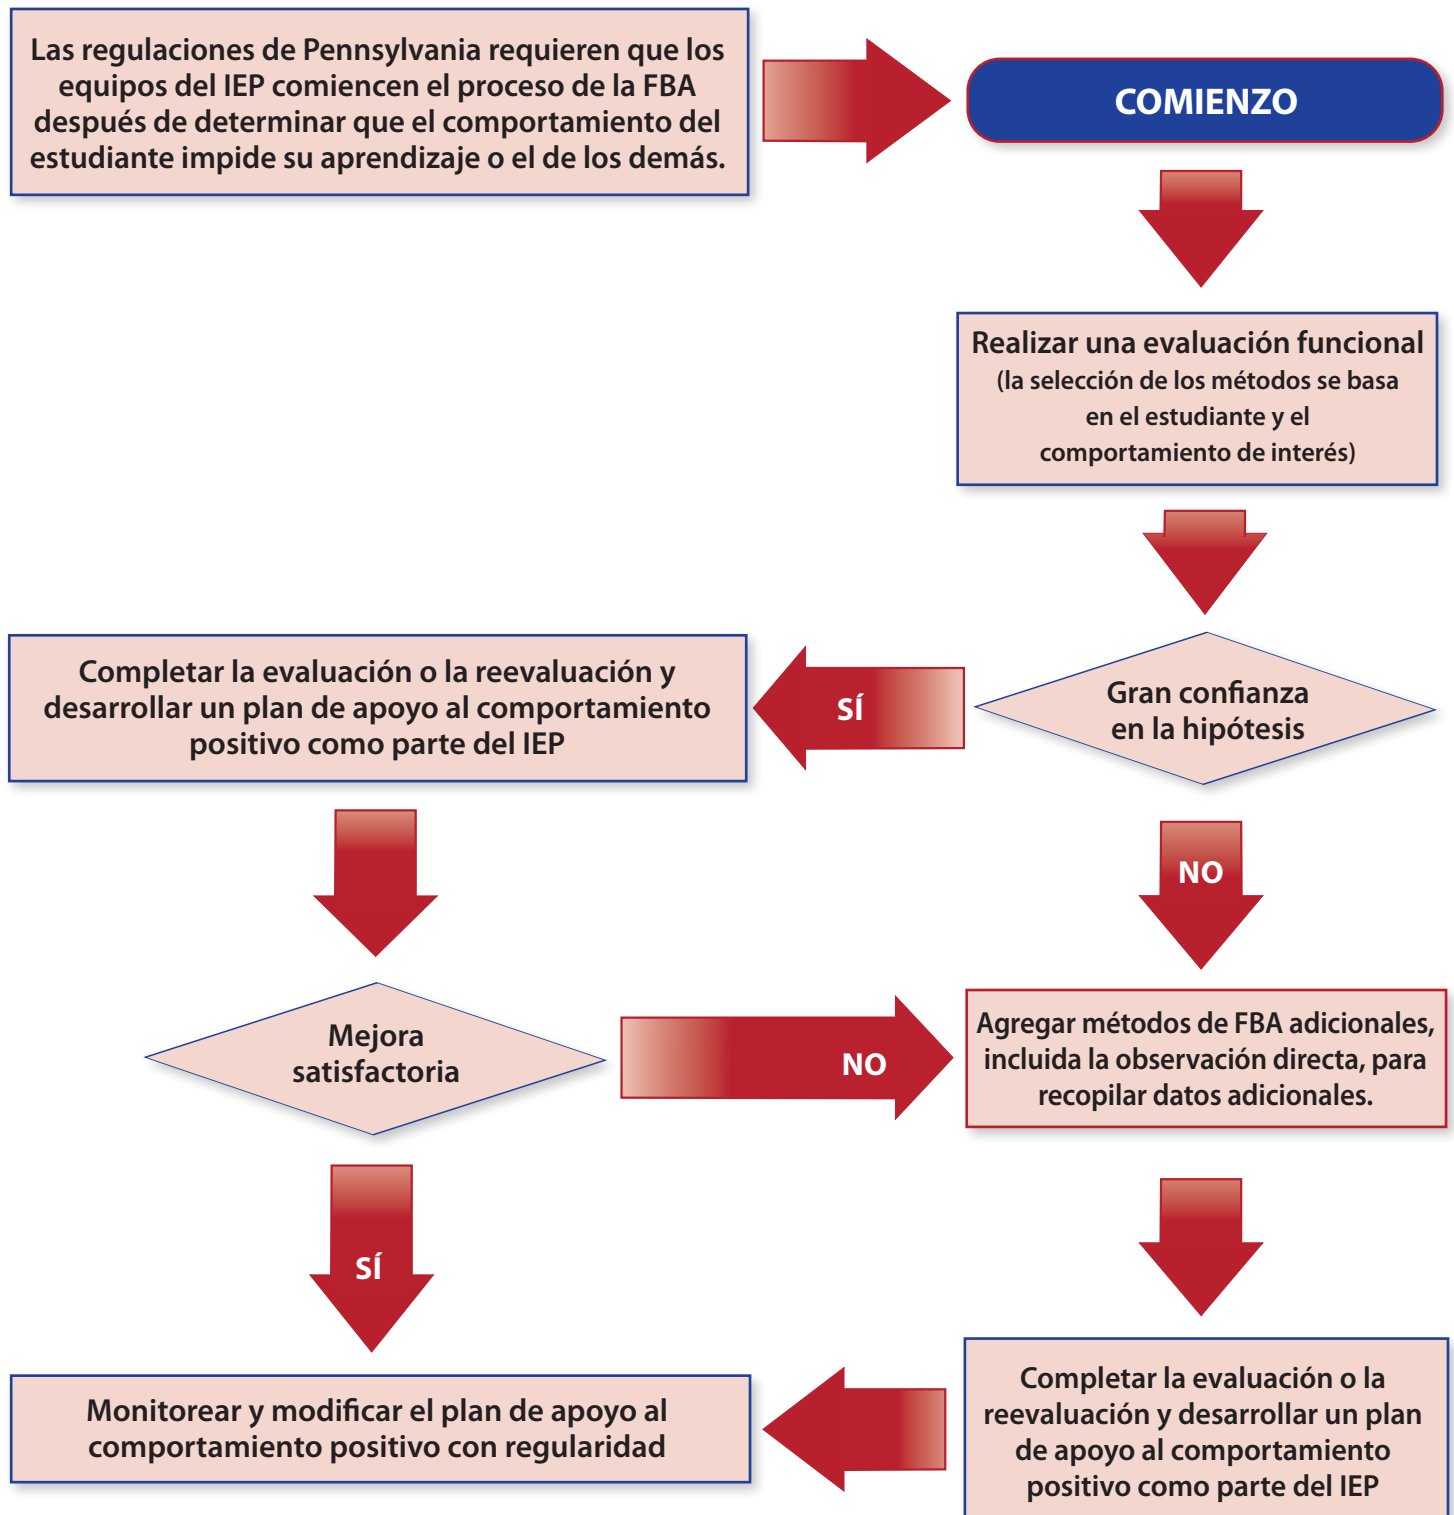 Las regulaciones de Pennsylvania requieren que los
equipos del IEP comiencen el proceso de la FBA
después de determinar que el comportamiento del
estudiante impide su aprendizaje o el de los demás.
COMIENZO
Realizar una evaluación funcional
(la selección de los métodos se basa
en el estudiante y el
comportamiento de interés)
Gran confianza
en la hipótesis
SÍ
Completar la evaluación o la reevaluación y
desarrollar un plan de apoyo al comportamiento
positivo como parte del IEP
NO
Mejora
satisfactoria
NO
Agregar métodos de FBA adicionales,
incluida la observación directa, para
recopilar datos adicionales.
SÍ
Completar la evaluación o la
reevaluación y desarrollar un plan
de apoyo al comportamiento
positivo como parte del IEP
Monitorear y modificar el plan de apoyo al
comportamiento positivo con regularidad